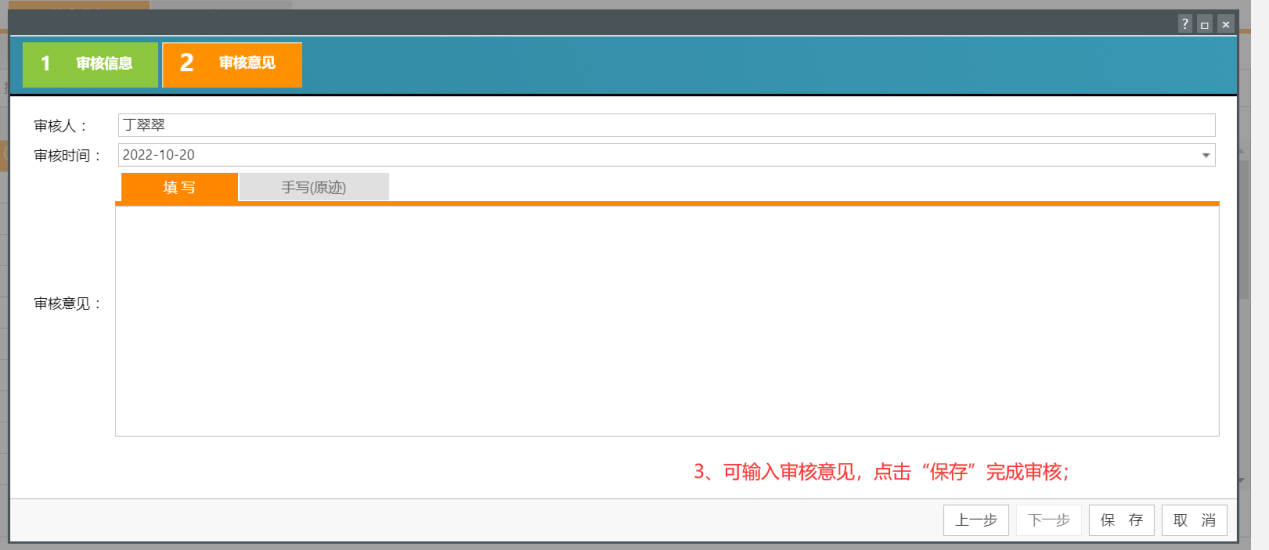 1 审核信息 2 审核意见
审核人：
丁翠翠
审核时间：
2022-10-20
填 写
手写(原迹)
审核意见：
3、可输入审核意见，点击“保存”完成审核；
上一步 下一步 保 存 取 消